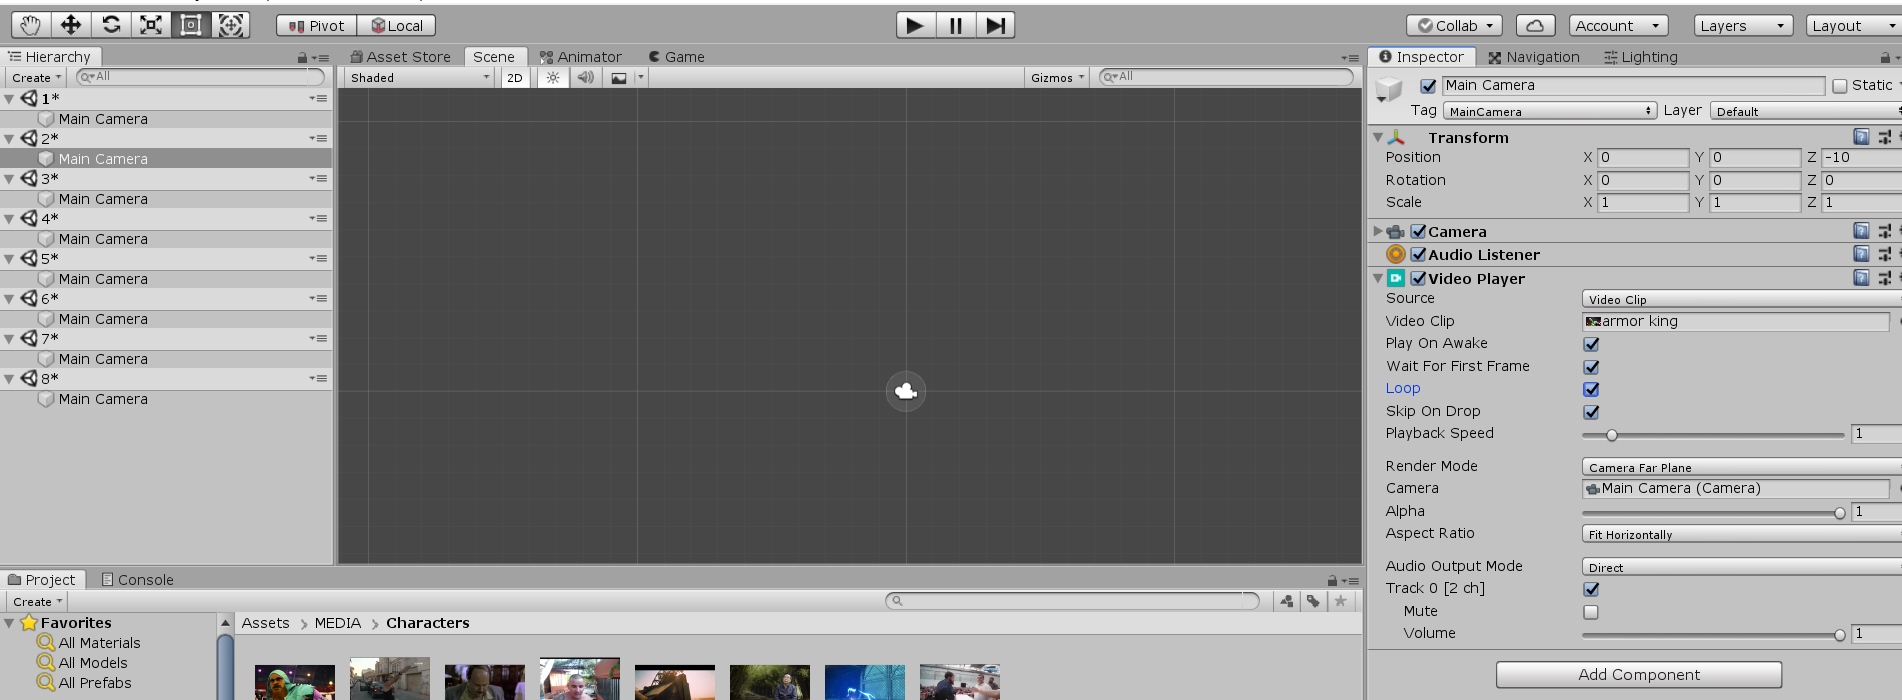 Pivot Local Collab Account Layers Layout
Hierarchy Asset Store Scene Animator Game Inspector Navigation Lighting
Create All Shaded 2D Gizmos All Main Camera Static
1*
Main Camera
2*
Main Camera
3*
Main Camera
4*
Main Camera
5*
Main Camera
6*
Main Camera
7*
Main Camera
8*
Main Camera
Tag MainCamera Layer Default
Transform
Position X 0 Y 0 Z -10
Rotation X 0 Y 0 Z 0
Scale X 1 Y 1 Z 1
Camera
Audio Listener
Video Player
Source Video Clip
Video Clip armor king
Play On Awake
Wait For First Frame
Loop
Skip On Drop
Playback Speed 1
Render Mode Camera Far Plane
Camera Main Camera (Camera)
Alpha 1
Aspect Ratio Fit Horizontally
Audio Output Mode Direct
Track 0 [2 ch]
Mute
Volume 1
Add Component
Project Console
Create
Favorites Assets > MEDIA > Characters
All Materials
All Models
All Prefabs